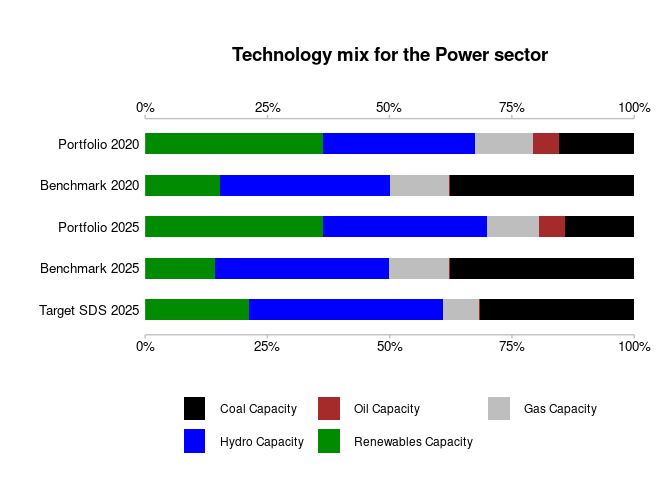 Technology mix for the Power sector
0% 25% 50% 75% 100%
Portfolio 2020
Benchmark 2020
Portfolio 2025
Benchmark 2025
Target SDS 2025
0% 25% 50% 75% 100%
Coal Capacity Oil Capacity Gas Capacity
Hydro Capacity Renewables Capacity